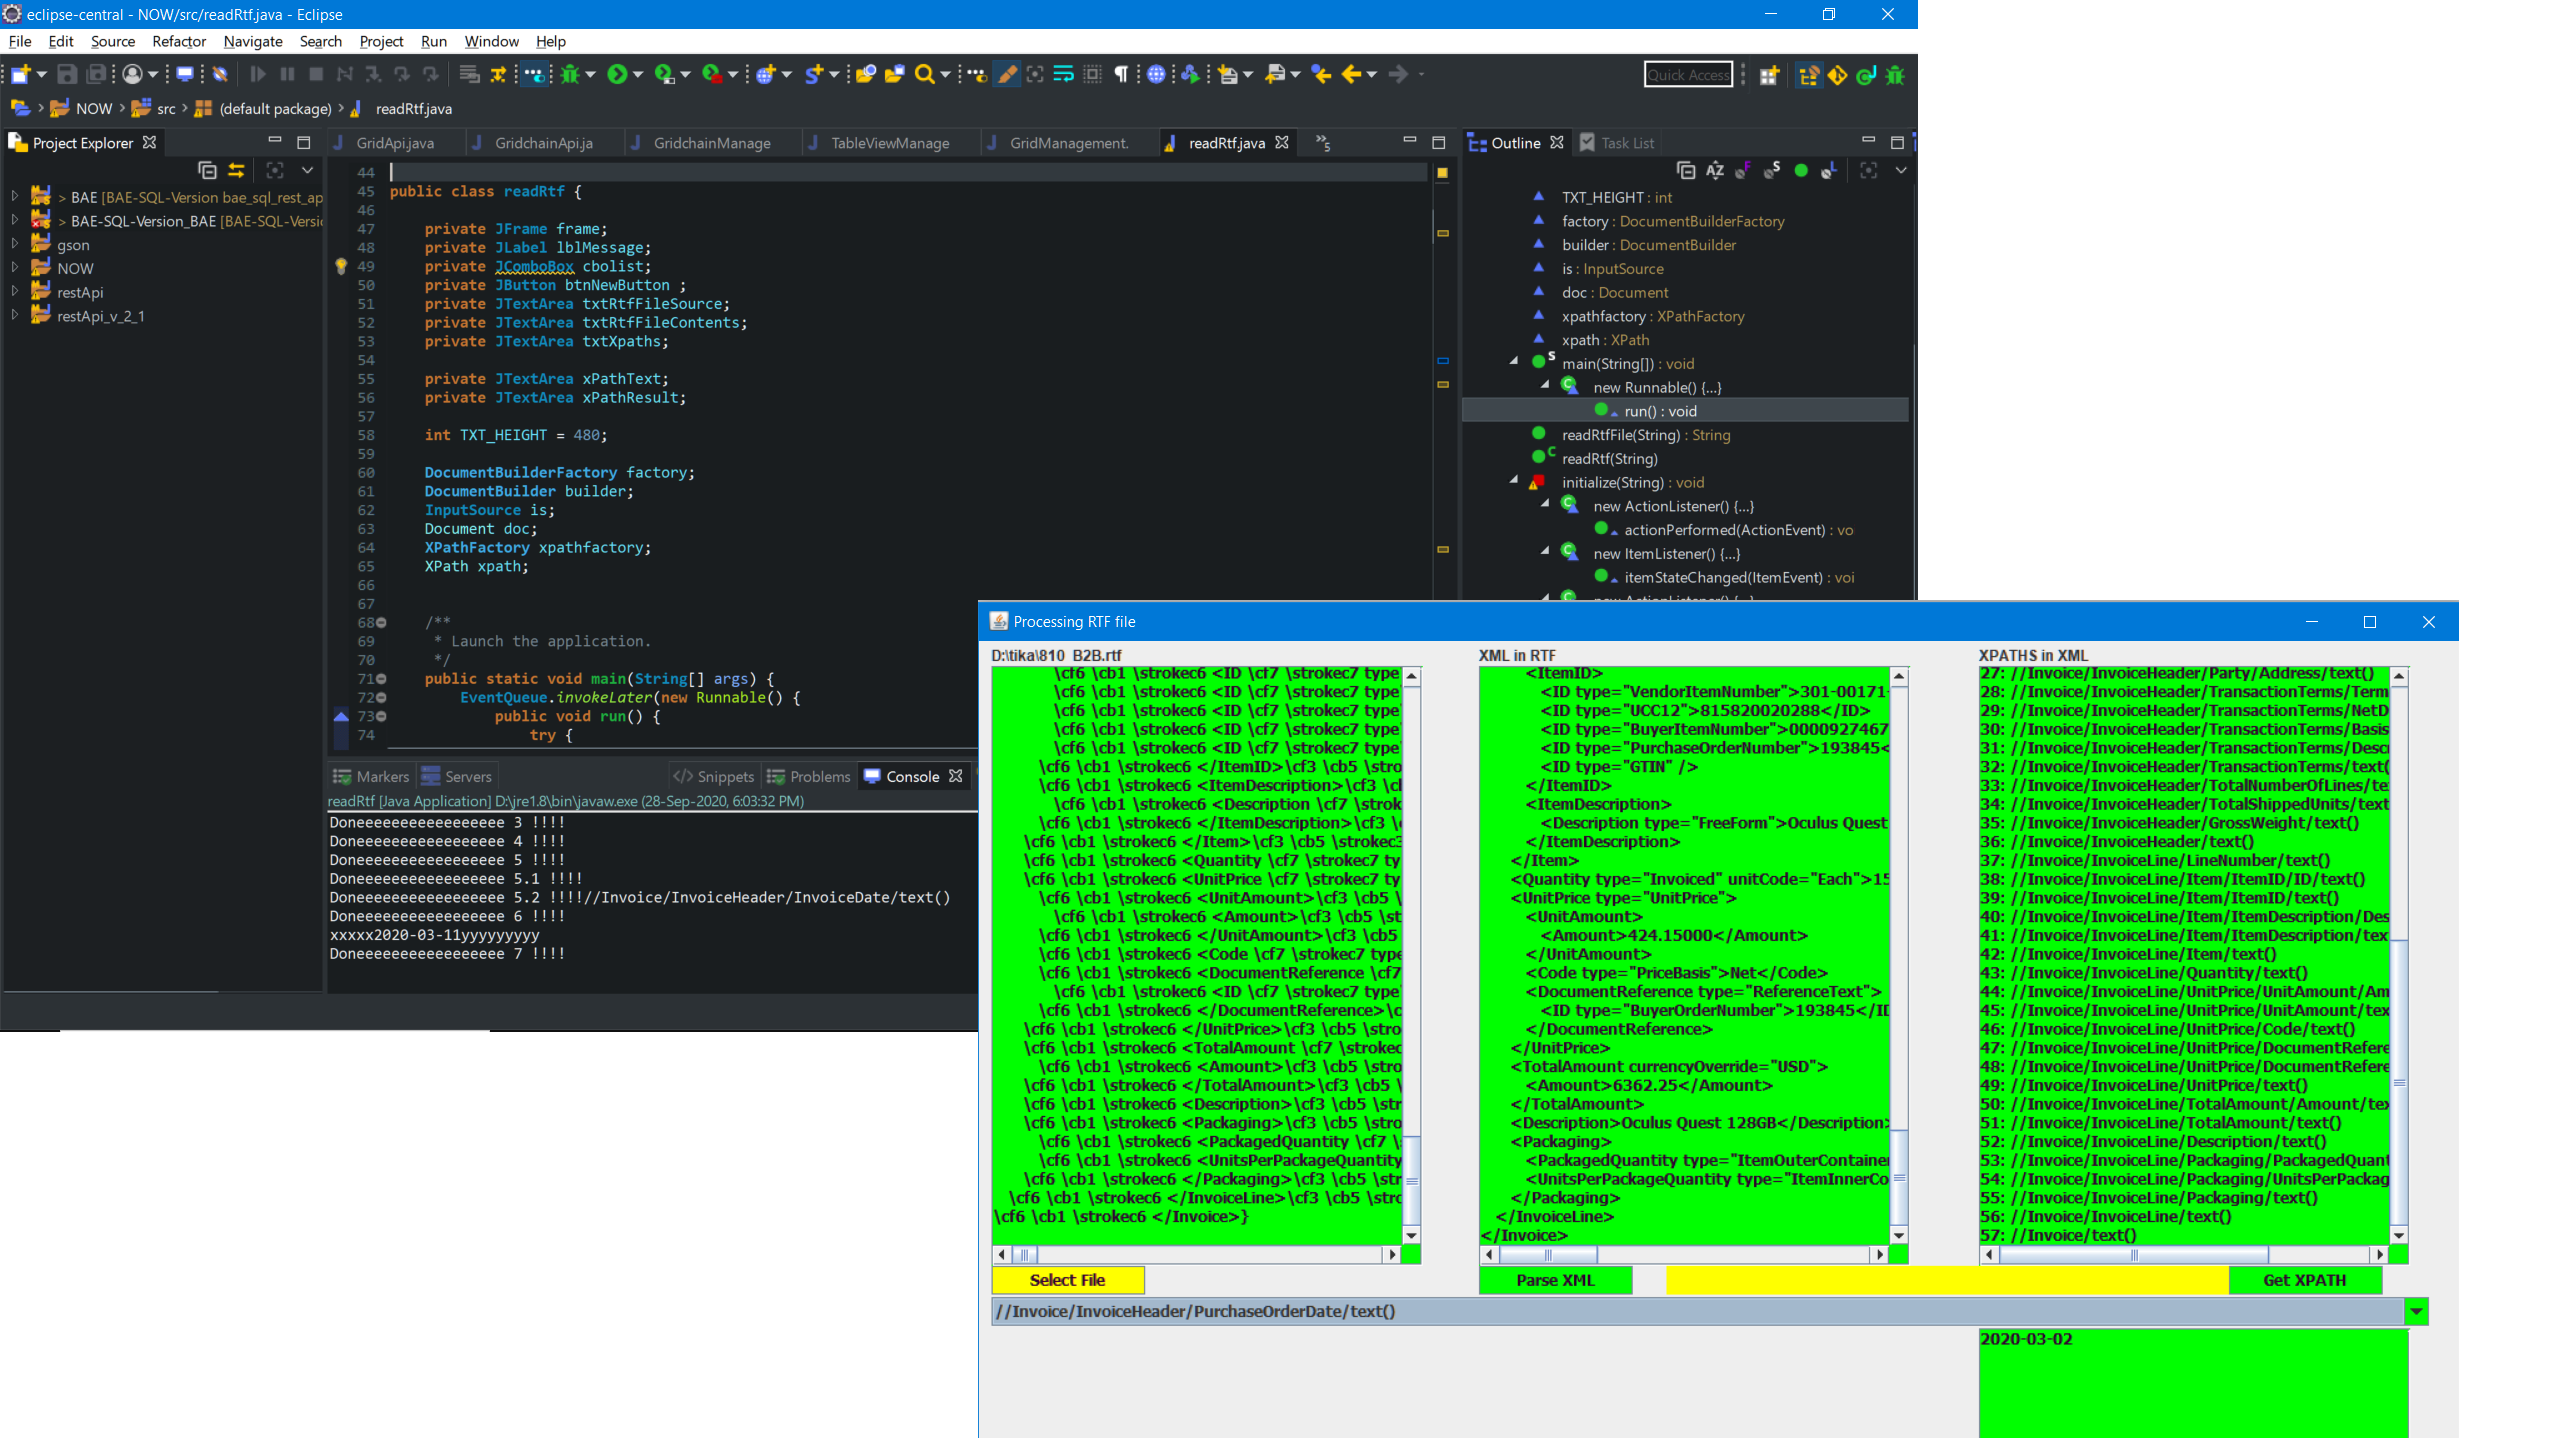 eclipse-central - NOW/src/readRtf.java - Eclipse
File Edit Source Refactor Navigate Search Project Run Window Help
Quick Access
NOW src (default package) readRtf.java
Project Explorer
> BAE [BAE-SQL-Version bae_sql_rest_ap
> BAE-SQL-Version_BAE [BAE-SQL-Versi
gson
NOW
restApi
restApi_v_2_1
GridApi.java GridchainApi.ja GridchainManage TableViewManage GridManagement. readRtf.java »5
44
45 public class readRtf {
46
47 private JFrame frame;
48 private JLabel lblMessage;
49 private JComboBox cbolist;
50 private JButton btnNewButton ;
51 private JTextArea txtRtfFileSource;
52 private JTextArea txtRtfFileContents;
53 private JTextArea txtXpaths;
54
55 private JTextArea xPathText;
56 private JTextArea xPathResult;
57
58 int TXT_HEIGHT = 480;
59
60 DocumentBuilderFactory factory;
61 DocumentBuilder builder;
62 InputSource is;
63 Document doc;
64 XPathFactory xpathfactory;
65 XPath xpath;
66
67
68 /**
69 * Launch the application.
70 */
71 public static void main(String[] args) {
72 EventQueue.invokeLater(new Runnable() {
73 public void run() {
74 try {
Outline Task List
TXT_HEIGHT : int
factory : DocumentBuilderFactory
builder : DocumentBuilder
is : InputSource
doc : Document
xpathfactory : XPathFactory
xpath : XPath
main(String[]) : void
new Runnable() {...}
run() : void
readRtfFile(String) : String
readRtf(String)
initialize(String) : void
new ActionListener() {...}
actionPerformed(ActionEvent) : vo
new ItemListener() {...}
itemStateChanged(ItemEvent) : voi
new ActionListener() {...}
Markers Servers Snippets Problems Console
readRtf [Java Application] D:\jre1.8\bin\javaw.exe (28-Sep-2020, 6:03:32 PM)
Doneeeeeeeeeeeeeeeee 3 !!!!
Doneeeeeeeeeeeeeeeee 4 !!!!
Doneeeeeeeeeeeeeeeee 5 !!!!
Doneeeeeeeeeeeeeeeee 5.1 !!!!
Doneeeeeeeeeeeeeeeee 5.2 !!!!//Invoice/InvoiceHeader/InvoiceDate/text()
Doneeeeeeeeeeeeeeeee 6 !!!!
xxxxx2020-03-11yyyyyyyyy
Doneeeeeeeeeeeeeeeee 7 !!!!
Processing RTF file
D:\tika\810_B2B.rtf
\cf6 \cb1 \strokec6 <ID \cf7 \strokec7 type
\cf6 \cb1 \strokec6 <ID \cf7 \strokec7 type
\cf6 \cb1 \strokec6 <ID \cf7 \strokec7 type
\cf6 \cb1 \strokec6 <ID \cf7 \strokec7 type
\cf6 \cb1 \strokec6 <ID \cf7 \strokec7 type
\cf6 \cb1 \strokec6 </ItemID>\cf3 \cb5 \stro
\cf6 \cb1 \strokec6 <ItemDescription>\cf3 \cl
\cf6 \cb1 \strokec6 <Description \cf7 \strok
\cf6 \cb1 \strokec6 </ItemDescription>\cf3 \
\cf6 \cb1 \strokec6 </Item>\cf3 \cb5 \strokec3
\cf6 \cb1 \strokec6 <Quantity \cf7 \strokec7 ty
\cf6 \cb1 \strokec6 <UnitPrice \cf7 \strokec7 ty
\cf6 \cb1 \strokec6 <UnitAmount>\cf3 \cb5 \
\cf6 \cb1 \strokec6 <Amount>\cf3 \cb5 \st
\cf6 \cb1 \strokec6 </UnitAmount>\cf3 \cb5
\cf6 \cb1 \strokec6 <Code \cf7 \strokec7 type
\cf6 \cb1 \strokec6 <DocumentReference \cf7
\cf6 \cb1 \strokec6 <ID \cf7 \strokec7 type
\cf6 \cb1 \strokec6 </DocumentReference>\c
\cf6 \cb1 \strokec6 </UnitPrice>\cf3 \cb5 \stro
\cf6 \cb1 \strokec6 <TotalAmount \cf7 \strokec
\cf6 \cb1 \strokec6 <Amount>\cf3 \cb5 \stro
\cf6 \cb1 \strokec6 </TotalAmount>\cf3 \cb5 \
\cf6 \cb1 \strokec6 <Description>\cf3 \cb5 \str
\cf6 \cb1 \strokec6 <Packaging>\cf3 \cb5 \stro
\cf6 \cb1 \strokec6 <PackagedQuantity \cf7 \
\cf6 \cb1 \strokec6 <UnitsPerPackageQuantity
\cf6 \cb1 \strokec6 </Packaging>\cf3 \cb5 \str
\cf6 \cb1 \strokec6 </InvoiceLine>\cf3 \cb5 \strc
\cf6 \cb1 \strokec6 </Invoice>}
Select File
XML in RTF
<ItemID>
<ID type="VendorItemNumber">301-00171-
<ID type="UCC12">815820020288</ID>
<ID type="BuyerItemNumber">0000927467
<ID type="PurchaseOrderNumber">193845<
<ID type="GTIN" />
</ItemID>
<ItemDescription>
<Description type="FreeForm">Oculus Quest
</ItemDescription>
</Item>
<Quantity type="Invoiced" unitCode="Each">15
<UnitPrice type="UnitPrice">
<UnitAmount>
<Amount>424.15000</Amount>
</UnitAmount>
<Code type="PriceBasis">Net</Code>
<DocumentReference type="ReferenceText">
<ID type="BuyerOrderNumber">193845</ID
</DocumentReference>
</UnitPrice>
<TotalAmount currencyOverride="USD">
<Amount>6362.25</Amount>
</TotalAmount>
<Description>Oculus Quest 128GB</Description>
<Packaging>
<PackagedQuantity type="ItemOuterContainer
<UnitsPerPackageQuantity type="ItemInnerCo
</Packaging>
</InvoiceLine>
</Invoice>
Parse XML
XPATHS in XML
27: //Invoice/InvoiceHeader/Party/Address/text()
28: //Invoice/InvoiceHeader/TransactionTerms/Term
29: //Invoice/InvoiceHeader/TransactionTerms/NetD
30: //Invoice/InvoiceHeader/TransactionTerms/Basis
31: //Invoice/InvoiceHeader/TransactionTerms/Descr
32: //Invoice/InvoiceHeader/TransactionTerms/text(
33: //Invoice/InvoiceHeader/TotalNumberOfLines/te
34: //Invoice/InvoiceHeader/TotalShippedUnits/text
35: //Invoice/InvoiceHeader/GrossWeight/text()
36: //Invoice/InvoiceHeader/text()
37: //Invoice/InvoiceLine/LineNumber/text()
38: //Invoice/InvoiceLine/Item/ItemID/ID/text()
39: //Invoice/InvoiceLine/Item/ItemID/text()
40: //Invoice/InvoiceLine/Item/ItemDescription/Des
41: //Invoice/InvoiceLine/Item/ItemDescription/tex
42: //Invoice/InvoiceLine/Item/text()
43: //Invoice/InvoiceLine/Quantity/text()
44: //Invoice/InvoiceLine/UnitPrice/UnitAmount/Am
45: //Invoice/InvoiceLine/UnitPrice/UnitAmount/tex
46: //Invoice/InvoiceLine/UnitPrice/Code/text()
47: //Invoice/InvoiceLine/UnitPrice/DocumentRefere
48: //Invoice/InvoiceLine/UnitPrice/DocumentRefere
49: //Invoice/InvoiceLine/UnitPrice/text()
50: //Invoice/InvoiceLine/TotalAmount/Amount/tex
51: //Invoice/InvoiceLine/TotalAmount/text()
52: //Invoice/InvoiceLine/Description/text()
53: //Invoice/InvoiceLine/Packaging/PackagedQuant
54: //Invoice/InvoiceLine/Packaging/UnitsPerPackag
55: //Invoice/InvoiceLine/Packaging/text()
56: //Invoice/InvoiceLine/text()
57: //Invoice/text()
Get XPATH
//Invoice/InvoiceHeader/PurchaseOrderDate/text()
2020-03-02